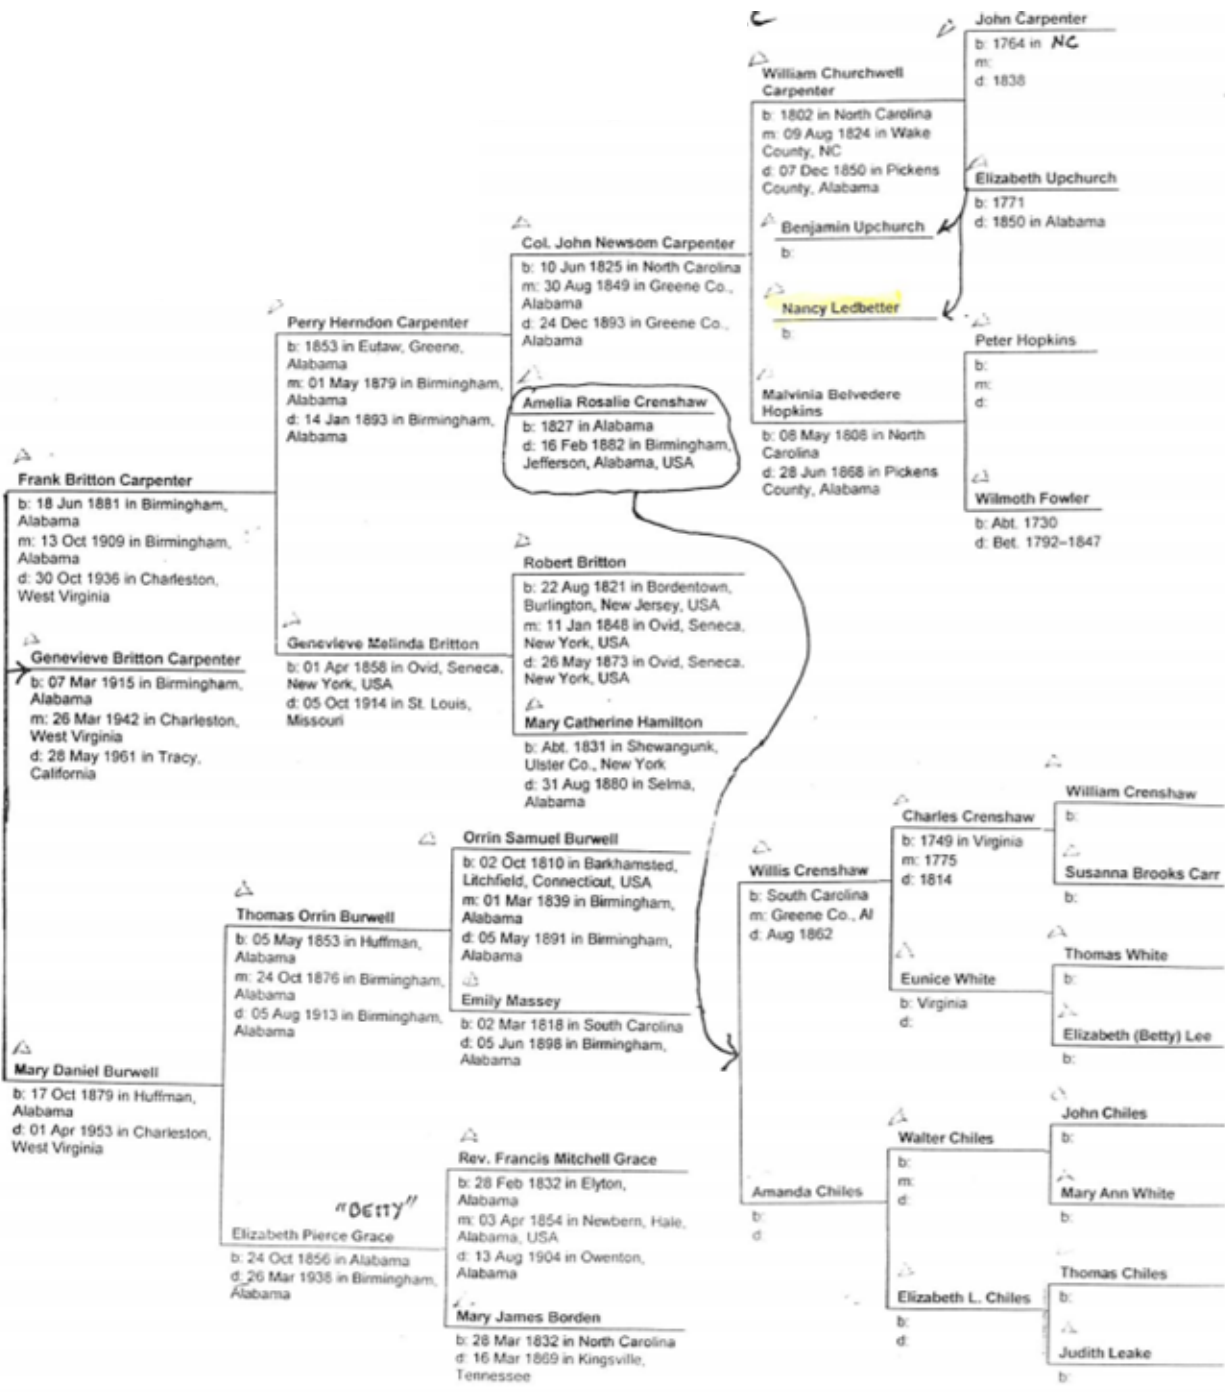 John Carpenter
b: 1764 in NC
m:
d: 1838
William Churchwell
Carpenter
b: 1802 in North Carolina
m: 09 Aug 1824 in Wake
County, NC
d: 07 Dec 1850 in Pickens
County, Alabama
Elizabeth Upchurch
b: 1771
d: 1850 in Alabama
Benjamin Upchurch
b:
Nancy Ledbetter
b:
Col. John Newsom Carpenter
b: 10 Jun 1825 in North Carolina
m: 30 Aug 1849 in Greene Co.,
Alabama
d: 24 Dec 1893 in Greene Co.,
Alabama
Peter Hopkins
b:
m:
d:
Malvinia Belvedere
Hopkins
b: 08 May 1808 in North
Carolina
d: 28 Jun 1868 in Pickens
County, Alabama
Wilmoth Fowler
b: Abt. 1730
d: Bet. 1792–1847
Perry Herndon Carpenter
b: 1853 in Eutaw, Greene,
Alabama
m: 01 May 1879 in Birmingham,
Alabama
d: 14 Jan 1893 in Birmingham,
Alabama
Amelia Rosalie Crenshaw
b: 1827 in Alabama
d: 16 Feb 1882 in Birmingham,
Jefferson, Alabama, USA
Frank Britton Carpenter
b: 18 Jun 1881 in Birmingham,
Alabama
m: 13 Oct 1909 in Birmingham,
Alabama
d: 30 Oct 1936 in Charleston,
West Virginia
Robert Britton
b: 22 Aug 1821 in Bordentown,
Burlington, New Jersey, USA
m: 11 Jan 1848 in Ovid, Seneca,
New York, USA
d: 26 May 1873 in Ovid, Seneca,
New York, USA
Genevieve Melinda Britton
b: 01 Apr 1858 in Ovid, Seneca,
New York, USA
d: 05 Oct 1914 in St. Louis,
Missouri
Mary Catherine Hamilton
b: Abt. 1831 in Shewangunk,
Ulster Co., New York
d: 31 Aug 1880 in Selma,
Alabama
Genevieve Britton Carpenter
b: 07 Mar 1915 in Birmingham,
Alabama
m: 26 Mar 1942 in Charleston,
West Virginia
d: 28 May 1961 in Tracy,
California
Orrin Samuel Burwell
b: 02 Oct 1810 in Barkhamsted,
Litchfield, Connecticut, USA
m: 01 Mar 1839 in Birmingham,
Alabama
d: 05 May 1891 in Birmingham,
Alabama
Thomas Orrin Burwell
b: 05 May 1853 in Huffman,
Alabama
m: 24 Oct 1876 in Birmingham,
Alabama
d: 05 Aug 1913 in Birmingham,
Alabama
Emily Massey
b: 02 Mar 1818 in South Carolina
d: 05 Jun 1898 in Birmingham,
Alabama
Mary Daniel Burwell
b: 17 Oct 1879 in Huffman,
Alabama
d: 01 Apr 1953 in Charleston,
West Virginia
Rev. Francis Mitchell Grace
b: 28 Feb 1832 in Elyton,
Alabama
m: 03 Apr 1854 in Newbern, Hale,
Alabama, USA
d: 13 Aug 1904 in Owenton,
Alabama
"BETTY"
Elizabeth Pierce Grace
b: 24 Oct 1856 in Alabama
d: 26 Mar 1938 in Birmingham,
Alabama
Mary James Borden
b: 28 Mar 1832 in North Carolina
d: 16 Mar 1869 in Kingsville,
Tennessee
William Crenshaw
b:
Charles Crenshaw
b: 1749 in Virginia
m: 1775
d: 1814
Susanna Brooks Carr
b:
Willis Crenshaw
b: South Carolina
m: Greene Co., Al
d: Aug 1862
Thomas White
b:
Eunice White
b: Virginia
d:
Elizabeth (Betty) Lee
b:
John Chiles
b:
Walter Chiles
b:
m:
d:
Mary Ann White
b:
Amanda Chiles
b:
d
Thomas Chiles
b:
Elizabeth L. Chiles
b:
d:
Judith Leake
b: